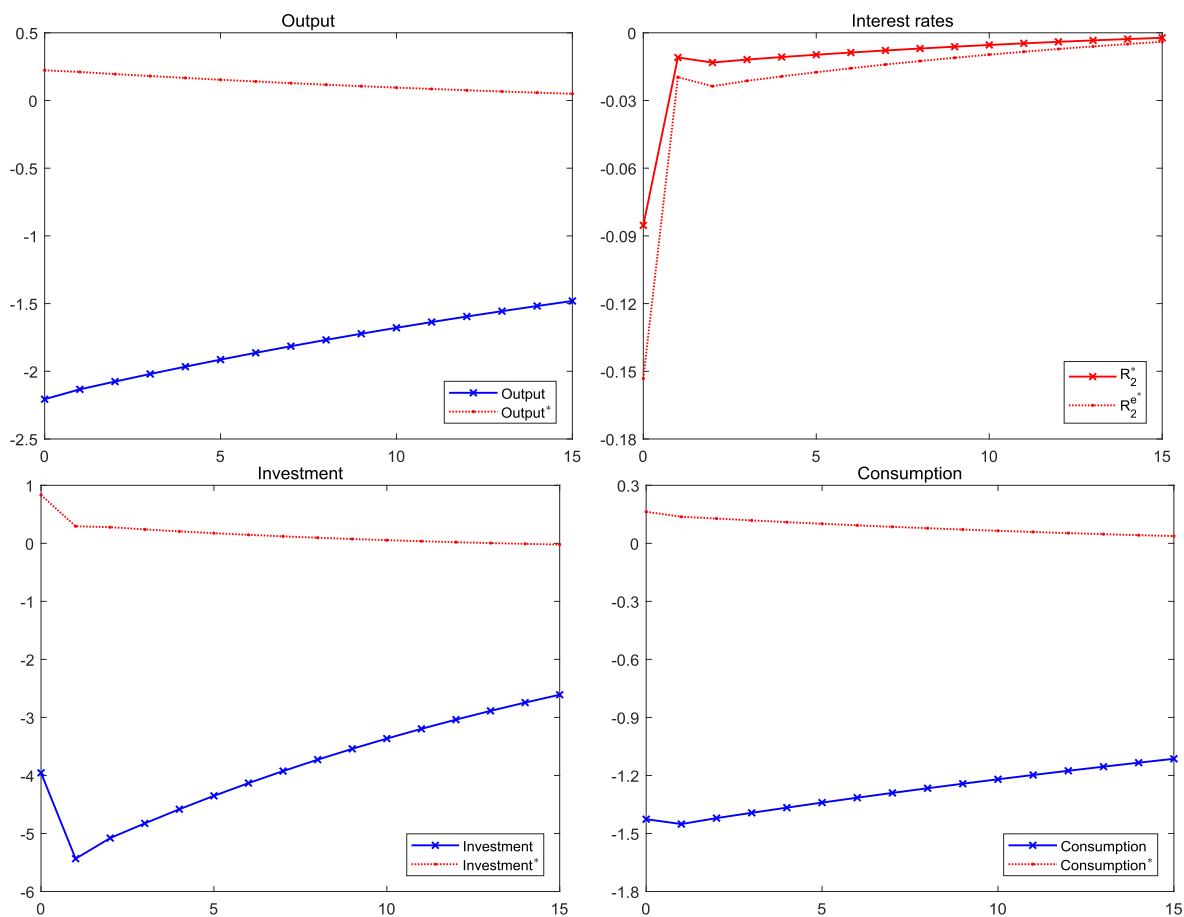 Output
0.5
0
-0.5
-1
-1.5
-2
-2.5
0 5 10 15
Output
Output*
Interest rates
0
-0.03
-0.06
-0.09
-0.12
-0.15
-0.18
0 5 10 15
R₂*
R₂ᵉ*
Investment
1
0
-1
-2
-3
-4
-5
-6
0 5 10 15
Investment
Investment*
Consumption
0.3
0
-0.3
-0.6
-0.9
-1.2
-1.5
-1.8
0 5 10 15
Consumption
Consumption*